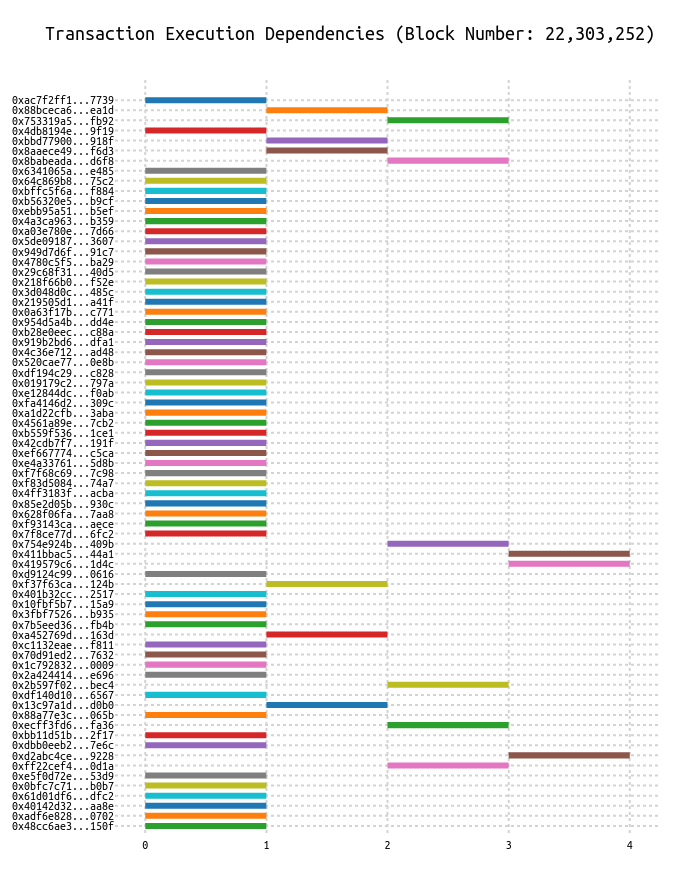 Transaction Execution Dependencies (Block Number: 22,303,252)
0xac7f2ff1...7739
0x88bceca6...ea1d
0x753319a5...fb92
0x4db8194e...9f19
0xbbd77900...918f
0x8aaece49...f6d3
0x8babeada...d6f8
0x6341065a...e485
0x64c869b8...75c2
0xbffc5f6a...f884
0xb56320e5...b9cf
0xebb95a51...b5ef
0x4a3ca963...b359
0xa03e780e...7d66
0x5de09187...3607
0x949d7d6f...91c7
0x4780c5f5...ba29
0x29c68f31...40d5
0x218f66b0...f52e
0x3d048d0c...485c
0x219505d1...a41f
0x0a63f17b...c771
0x954d5a4b...dd4e
0xb28e0eec...c88a
0x919b2bd6...dfa1
0x4c36e712...ad48
0x520cae77...0e8b
0xdf194c29...c828
0x019179c2...797a
0xe12844dc...f0ab
0xfa4146d2...309c
0xa1d22cfb...3aba
0x4561a89e...7cb2
0xb559f536...1ce1
0x42cdb7f7...191f
0xef667774...c5ca
0xe4a33761...5d8b
0xf7f68c69...7c98
0xf83d5084...74a7
0x4ff3183f...acba
0x85e2d05b...930c
0x628f06fa...7aa8
0xf93143ca...aece
0x7f8ce77d...6fc2
0x754e924b...409b
0x411bbac5...44a1
0x419579c6...1d4c
0xd9124c99...0616
0xf37f63ca...124b
0x401b32cc...2517
0x10fbf5b7...15a9
0x3fbf7526...b935
0x7b5eed36...fb4b
0xa452769d...163d
0xc1132eae...f811
0x70d91ed2...7632
0x1c792832...0009
0x2a424414...e696
0x2b597f02...bec4
0xdf140d10...6567
0x13c97a1d...d0b0
0x88a77e3c...065b
0xecff3fd6...fa36
0xbb11d51b...2f17
0xdbb0eeb2...7e6c
0xd2abc4ce...9228
0xff22cef4...0d1a
0xe5f0d72e...53d9
0x0bfc7c71...b0b7
0x61d01df6...dfc2
0x40142d32...aa8e
0xadf6e828...0702
0x48cc6ae3...150f
0 1 2 3 4